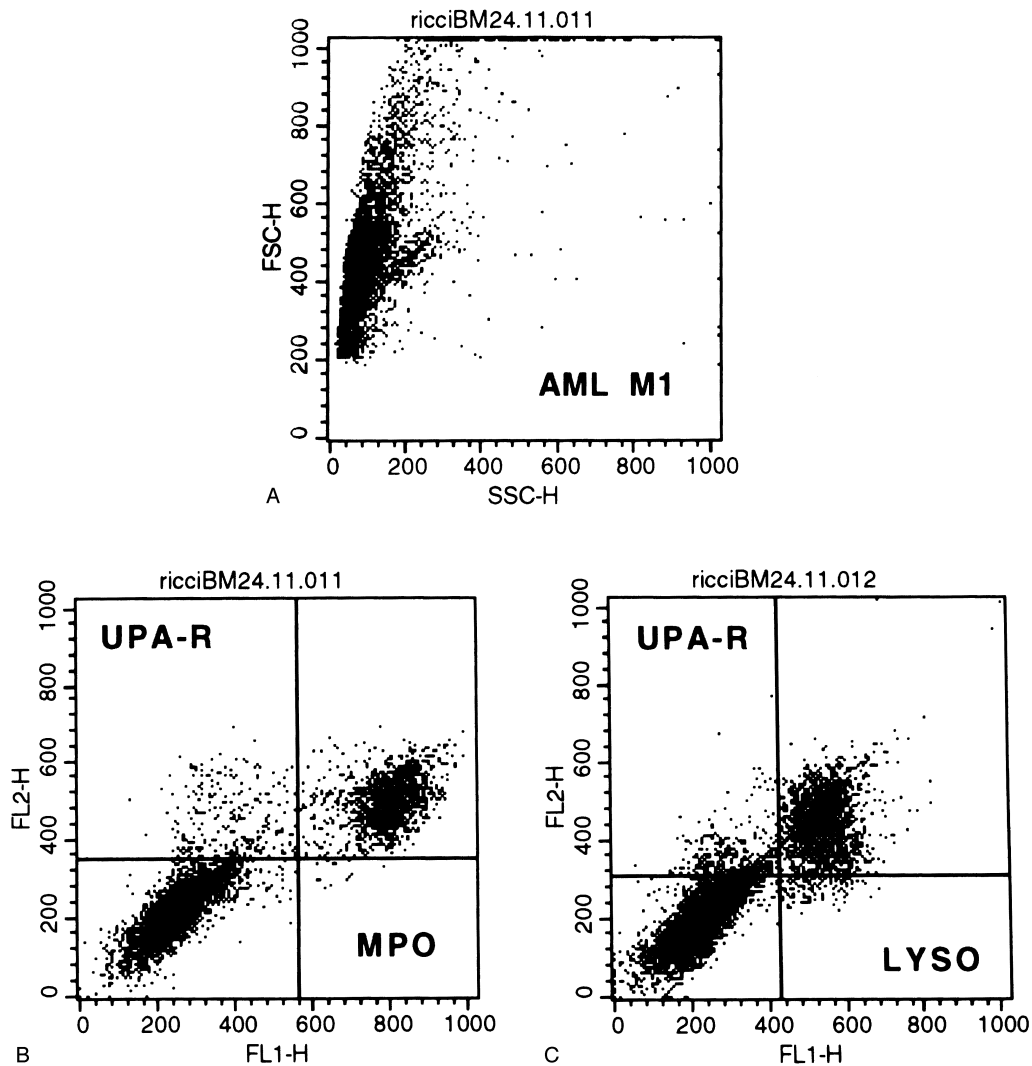 ricciBM24.11.011
1000
800
600
400
200
0
FSC-H
AML M1
0 200 400 600 800 1000
SSC-H
A
ricciBM24.11.011
1000
800
600
400
200
0
FL2-H
UPA-R
MPO
0 200 400 600 800 1000
FL1-H
B
ricciBM24.11.012
1000
800
600
400
200
0
FL2-H
UPA-R
LYSO
0 200 400 600 800 1000
FL1-H
C